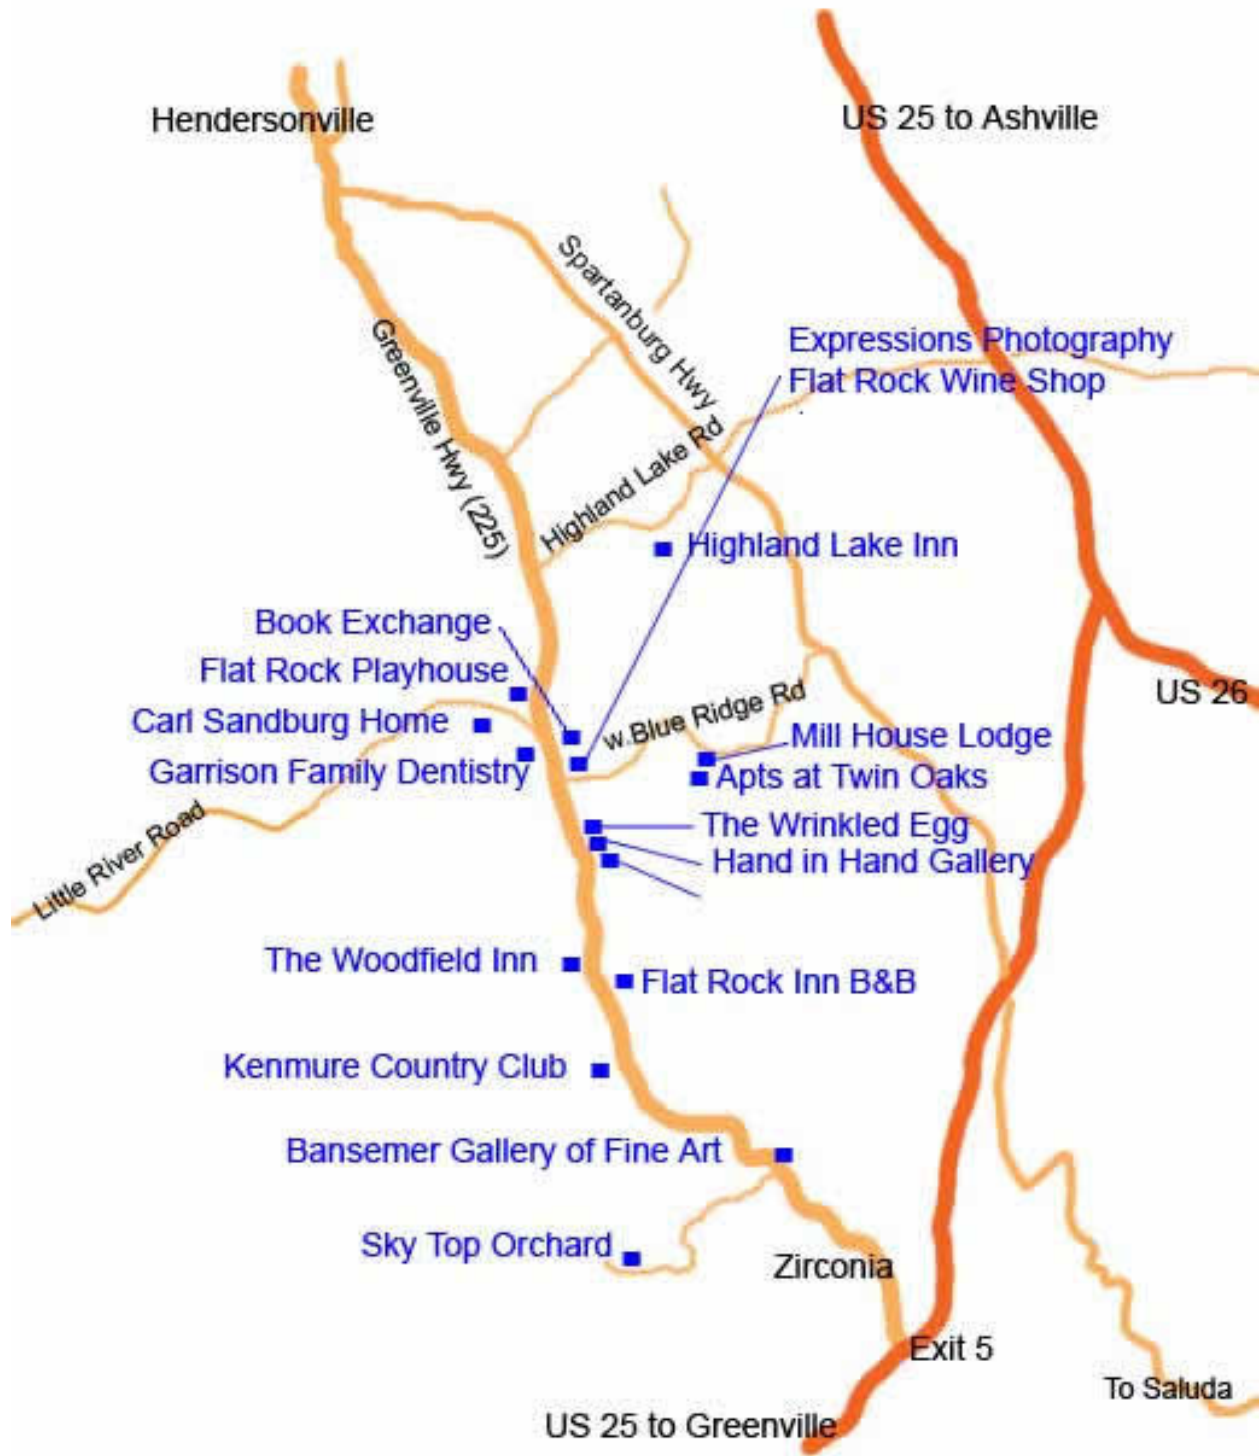 Hendersonville
US 25 to Ashville
Spartanburg Hwy
Greenville Hwy (225)
Expressions Photography
Flat Rock Wine Shop
Highland Lake Rd
Highland Lake Inn
Book Exchange
Flat Rock Playhouse
Carl Sandburg Home
Garrison Family Dentistry
w.Blue Ridge Rd
US 26
Mill House Lodge
Apts at Twin Oaks
The Wrinkled Egg
Hand in Hand Gallery
Little River Road
The Woodfield Inn
Flat Rock Inn B&B
Kenmure Country Club
Bansemer Gallery of Fine Art
Sky Top Orchard
Zirconia
Exit 5
To Saluda
US 25 to Greenville